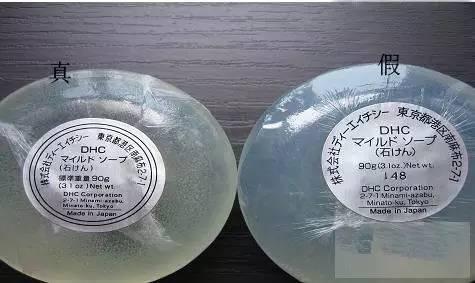 真
株式会社ディーエイチシー 東京都港区南麻布2-7-1
DHC
マイルド ソープ
(石けん)
標準重量 90g
(3.1oz.) Net wt.
DHC Corporation
2-7-1 Minami-azabu,
Minato-ku, Tokyo
Made in Japan
假
株式会社ディーエイチシー 東京都港区南麻布2-7-1
DHC
マイルド ソープ
(石けん)
90g(3.1oz.)Net wt.
148
DHC Corporation
2-7-1 Minami-azabu,
Minato-ku, Tokyo
Made in Japan